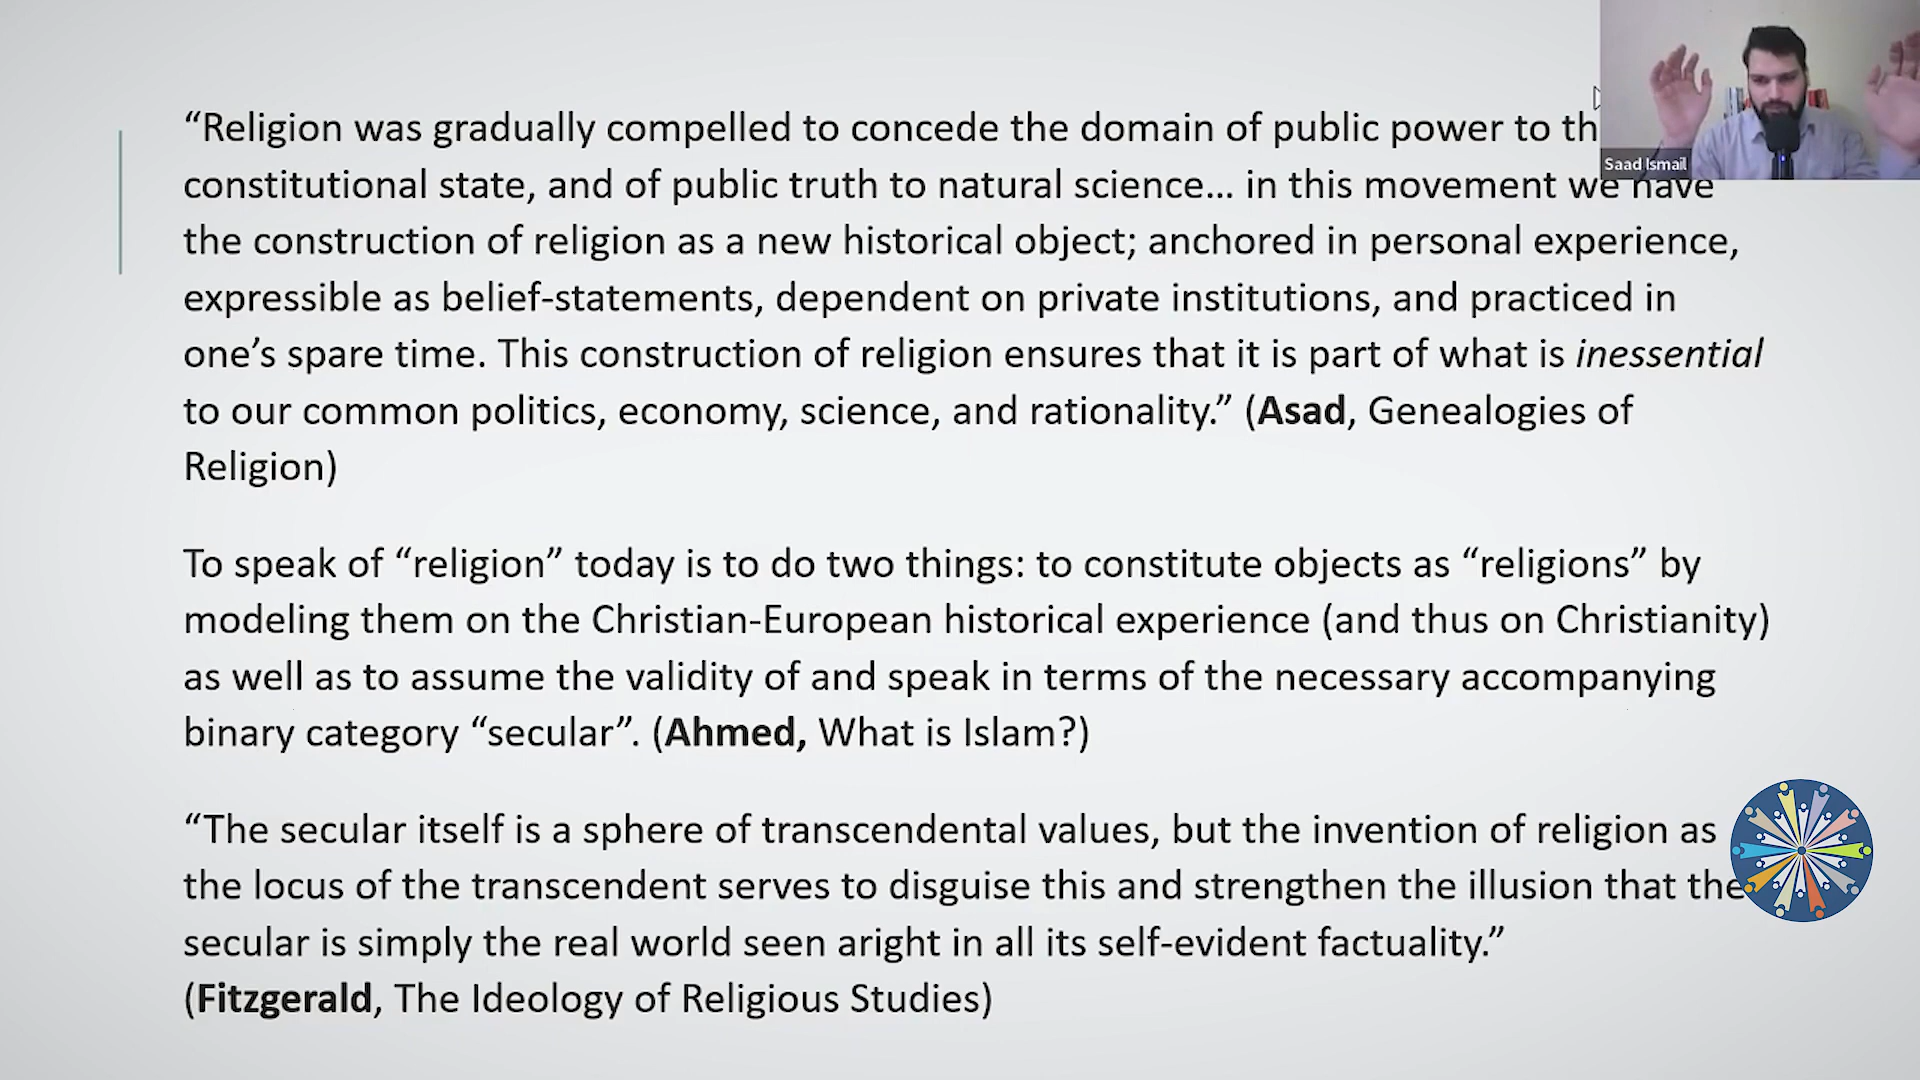 “Religion was gradually compelled to concede the domain of public power to
constitutional state, and of public truth to natural science... in this movement we have
the construction of religion as a new historical object; anchored in personal experience,
expressible as belief-statements, dependent on private institutions, and practiced in
one’s spare time. This construction of religion ensures that it is part of what is inessential
to our common politics, economy, science, and rationality.” (Asad, Genealogies of
Religion)
To speak of “religion” today is to do two things: to constitute objects as “religions” by
modeling them on the Christian-European historical experience (and thus on Christianity)
as well as to assume the validity of and speak in terms of the necessary accompanying
binary category “secular”. (Ahmed, What is Islam?)
“The secular itself is a sphere of transcendental values, but the invention of religion as
the locus of the transcendent serves to disguise this and strengthen the illusion that the
secular is simply the real world seen aright in all its self-evident factuality.”
(Fitzgerald, The Ideology of Religious Studies)
Saad Ismail